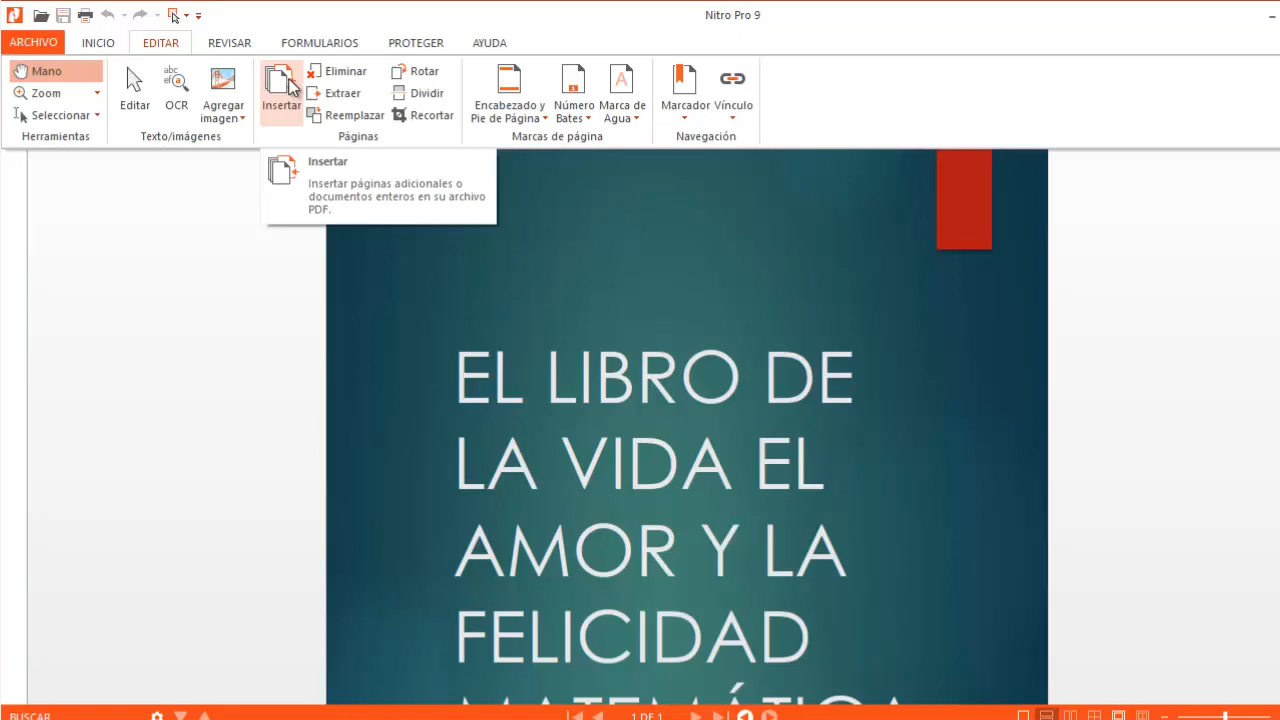 Nitro Pro 9
ARCHIVO INICIO EDITAR REVISAR FORMULARIOS PROTEGER AYUDA
Mano
Zoom
Seleccionar
Herramientas
Editar
abc
OCR
Agregar
imagen
Texto/imágenes
Insertar
Eliminar
Extraer
Reemplazar
Rotar
Dividir
Recortar
Páginas
Encabezado y
Pie de Página
Número
Bates
Marca de
Agua
Marcas de página
Marcador
Vínculo
Navegación
Insertar
Insertar páginas adicionales o
documentos enteros en su archivo
PDF.
EL LIBRO DE
LA VIDA EL
AMOR Y LA
FELICIDAD
MATEMÁTICA
BUSCAR
1 DE 1